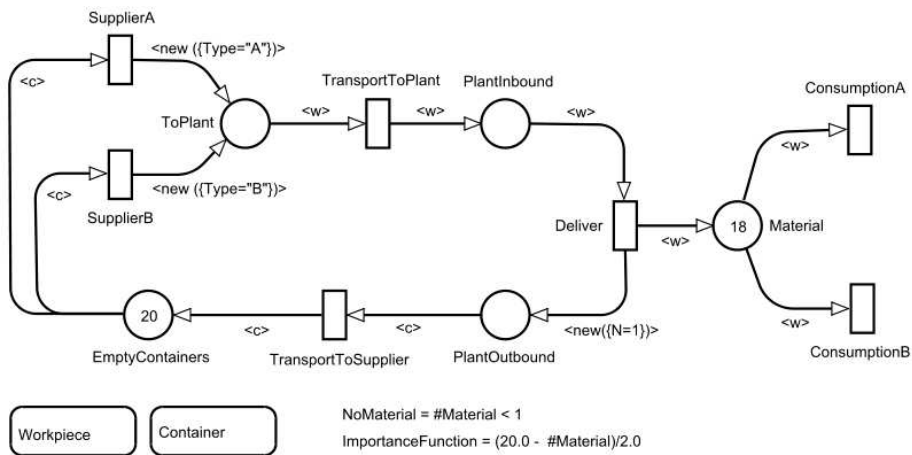 SupplierA
<new ({Type="A"})>
<c>
TransportToPlant
PlantInbound
ConsumptionA
ToPlant
<w>
<w>
<w>
<w>
<c>
<new ({Type="B"})>
SupplierB
Deliver
<w>
18
Material
20
<c>
<c>
<new({N=1})>
<w>
EmptyContainers
TransportToSupplier
PlantOutbound
ConsumptionB
Workpiece
Container
NoMaterial = #Material < 1
ImportanceFunction = (20.0 - #Material)/2.0